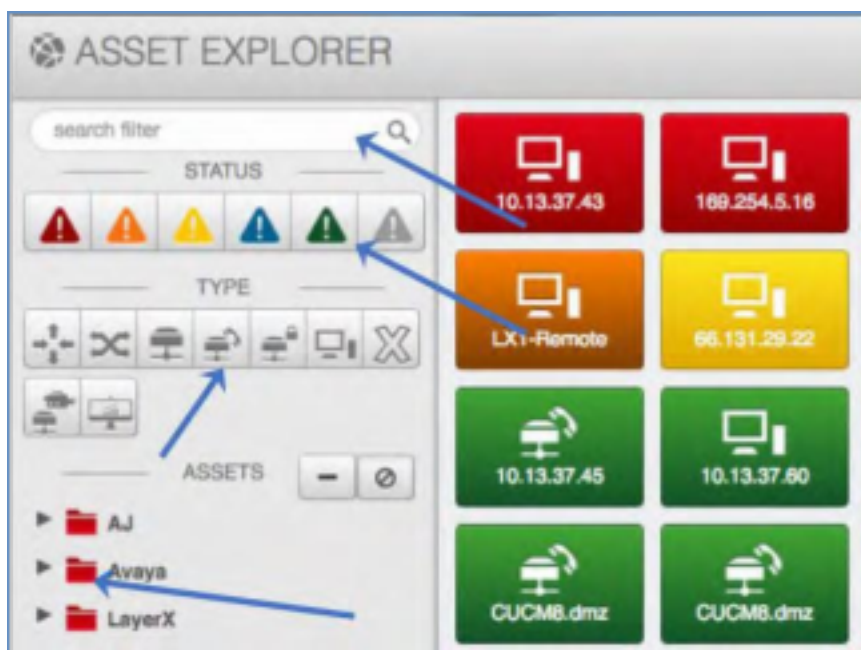 ASSET EXPLORER
search filter
STATUS
TYPE
ASSETS
AJ
Avaya
LayerX
10.13.37.43
169.254.5.16
LX1-Remote
66.131.29.22
10.13.37.45
10.13.37.60
CUCM8.dmz
CUCM8.dmz